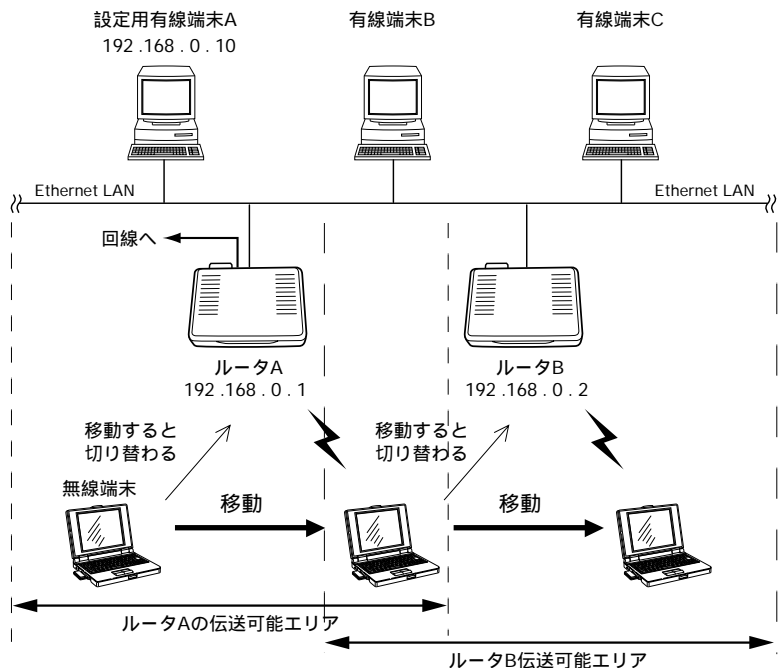 設定用有線端末A
192 .168 . 0 . 10
有線端末B
有線端末C
Ethernet LAN
Ethernet LAN
回線へ
ルータA
192 .168 . 0 . 1
ルータB
192 .168 . 0 . 2
移動すると
切り替わる
移動すると
切り替わる
無線端末
移動
移動
ルータAの伝送可能エリア
ルータB伝送可能エリア